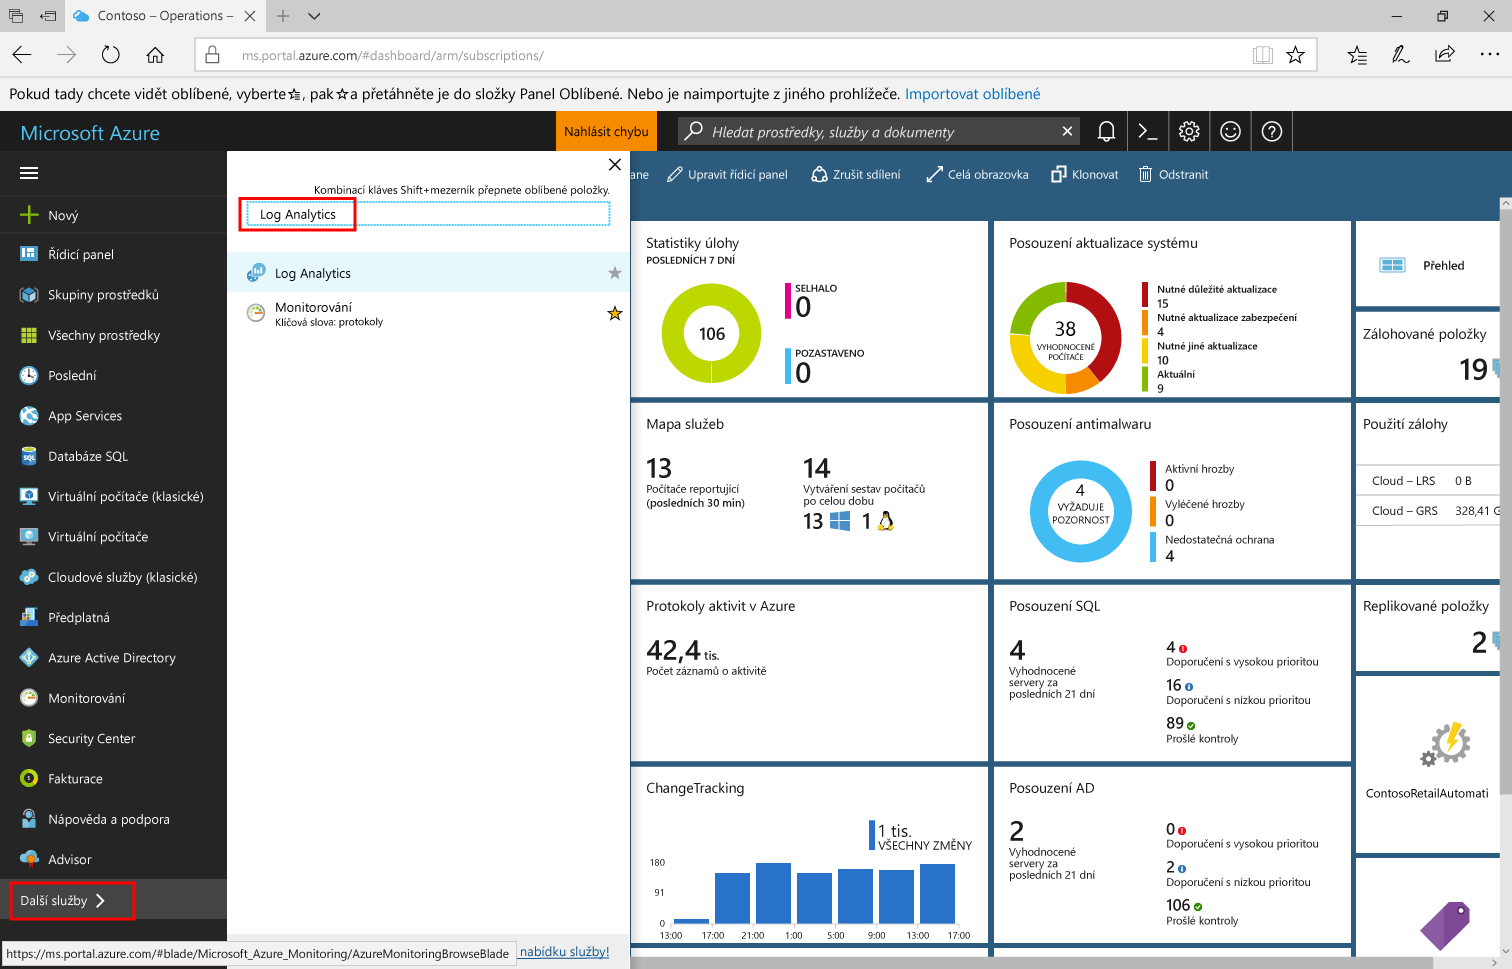 Contoso – Operations –
ms.portal.azure.com/#dashboard/arm/subscriptions/
Pokud tady chcete vidět oblíbené, vyberte, pak a přetáhněte je do složky Panel Oblíbené. Nebo je naimportujte z jiného prohlížeče. Importovat oblíbené
Microsoft Azure
Nahlásit chybu
Hledat prostředky, služby a dokumenty
Nový
Řídicí panel
Skupiny prostředků
Všechny prostředky
Poslední
App Services
Databáze SQL
Virtuální počítače (klasické)
Virtuální počítače
Cloudové služby (klasické)
Předplatná
Azure Active Directory
Monitorování
Security Center
Fakturace
Nápověda a podpora
Advisor
Další služby
https://ms.portal.azure.com/#blade/Microsoft_Azure_Monitoring/AzureMonitoringBrowseBlade
nabídku služby!
Kombinací kláves Shift+mezerník přepnete oblíbené položky.
Log Analytics
Log Analytics
Monitorování
Klíčová slova: protokoly
ane
Upravit řídicí panel
Zrušit sdílení
Celá obrazovka
Klonovat
Odstranit
Statistiky úlohy
POSLEDNÍCH 7 DNÍ
106
SELHALO
0
POZASTAVENO
0
Posouzení aktualizace systému
38
VYHODNOCENÉ
POČÍTAČE
Nutné důležité aktualizace
15
Nutné aktualizace zabezpečení
4
Nutné jiné aktualizace
10
Aktuální
9
Přehled
Zálohované položky
19
Mapa služeb
13
Počítače reportující
(posledních 30 min)
14
Vytváření sestav počítačů
po celou dobu
13 1
Posouzení antimalwaru
4
VYŽADUJE
POZORNOST
Aktivní hrozby
0
Vyléčené hrozby
0
Nedostatečná ochrana
4
Použití zálohy
Cloud – LRS 0 B
Cloud – GRS 328,41 G
Protokoly aktivit v Azure
42,4 tis.
Počet záznamů o aktivitě
Posouzení SQL
4
Vyhodnocené
servery za
posledních 21 dní
4
Doporučení s vysokou prioritou
16
Doporučení s nízkou prioritou
89
Prošlé kontroly
Replikované položky
2
ContosoRetailAutomati
ChangeTracking
1 tis.
VŠECHNY ZMĚNY
180
91
0
13:00 17:00 21:00 1:00 5:00 9:00 13:00 17:00
Posouzení AD
2
Vyhodnocené
servery za
posledních 21 dní
0
Doporučení s vysokou prioritou
2
Doporučení s nízkou prioritou
106
Prošlé kontroly